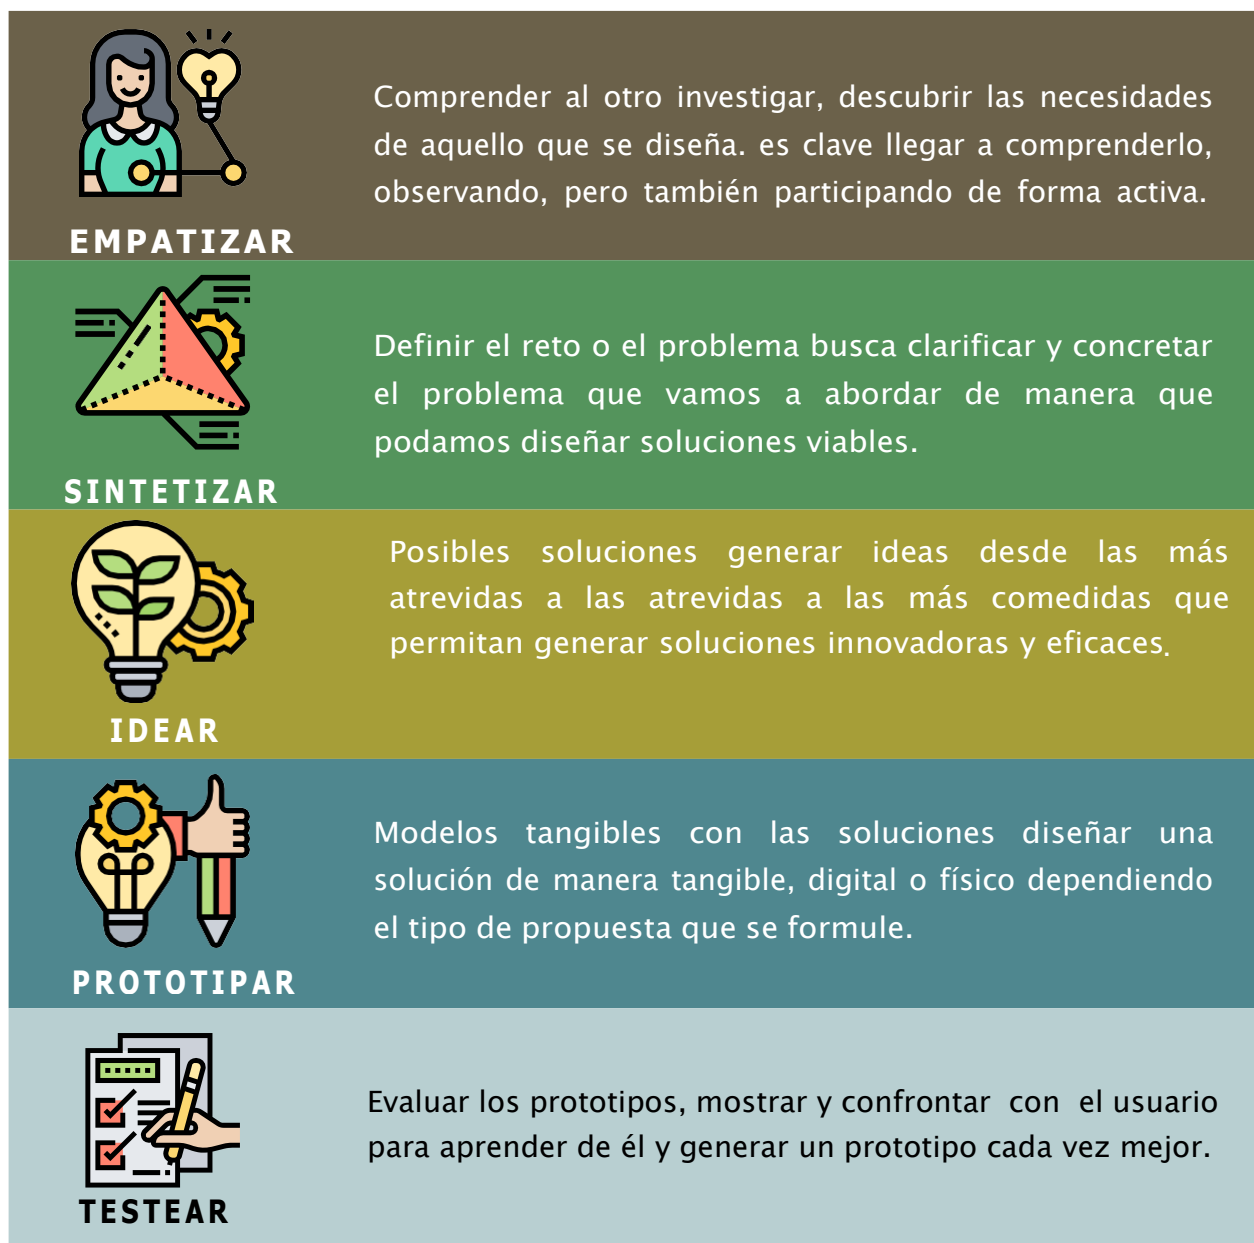 Comprender al otro investigar, descubrir las necesidades
de aquello que se diseña. es clave llegar a comprenderlo,
observando, pero también participando de forma activa.
EMPATIZAR
Definir el reto o el problema busca clarificar y concretar
el problema que vamos a abordar de manera que
podamos diseñar soluciones viables.
SINTETIZAR
Posibles soluciones generar ideas desde las más
atrevidas a las atrevidas a las más comedidas que
permitan generar soluciones innovadoras y eficaces.
IDEAR
Modelos tangibles con las soluciones diseñar una
solución de manera tangible, digital o físico dependiendo
el tipo de propuesta que se formule.
PROTOTIPAR
Evaluar los prototipos, mostrar y confrontar con el usuario
para aprender de él y generar un prototipo cada vez mejor.
TESTEAR